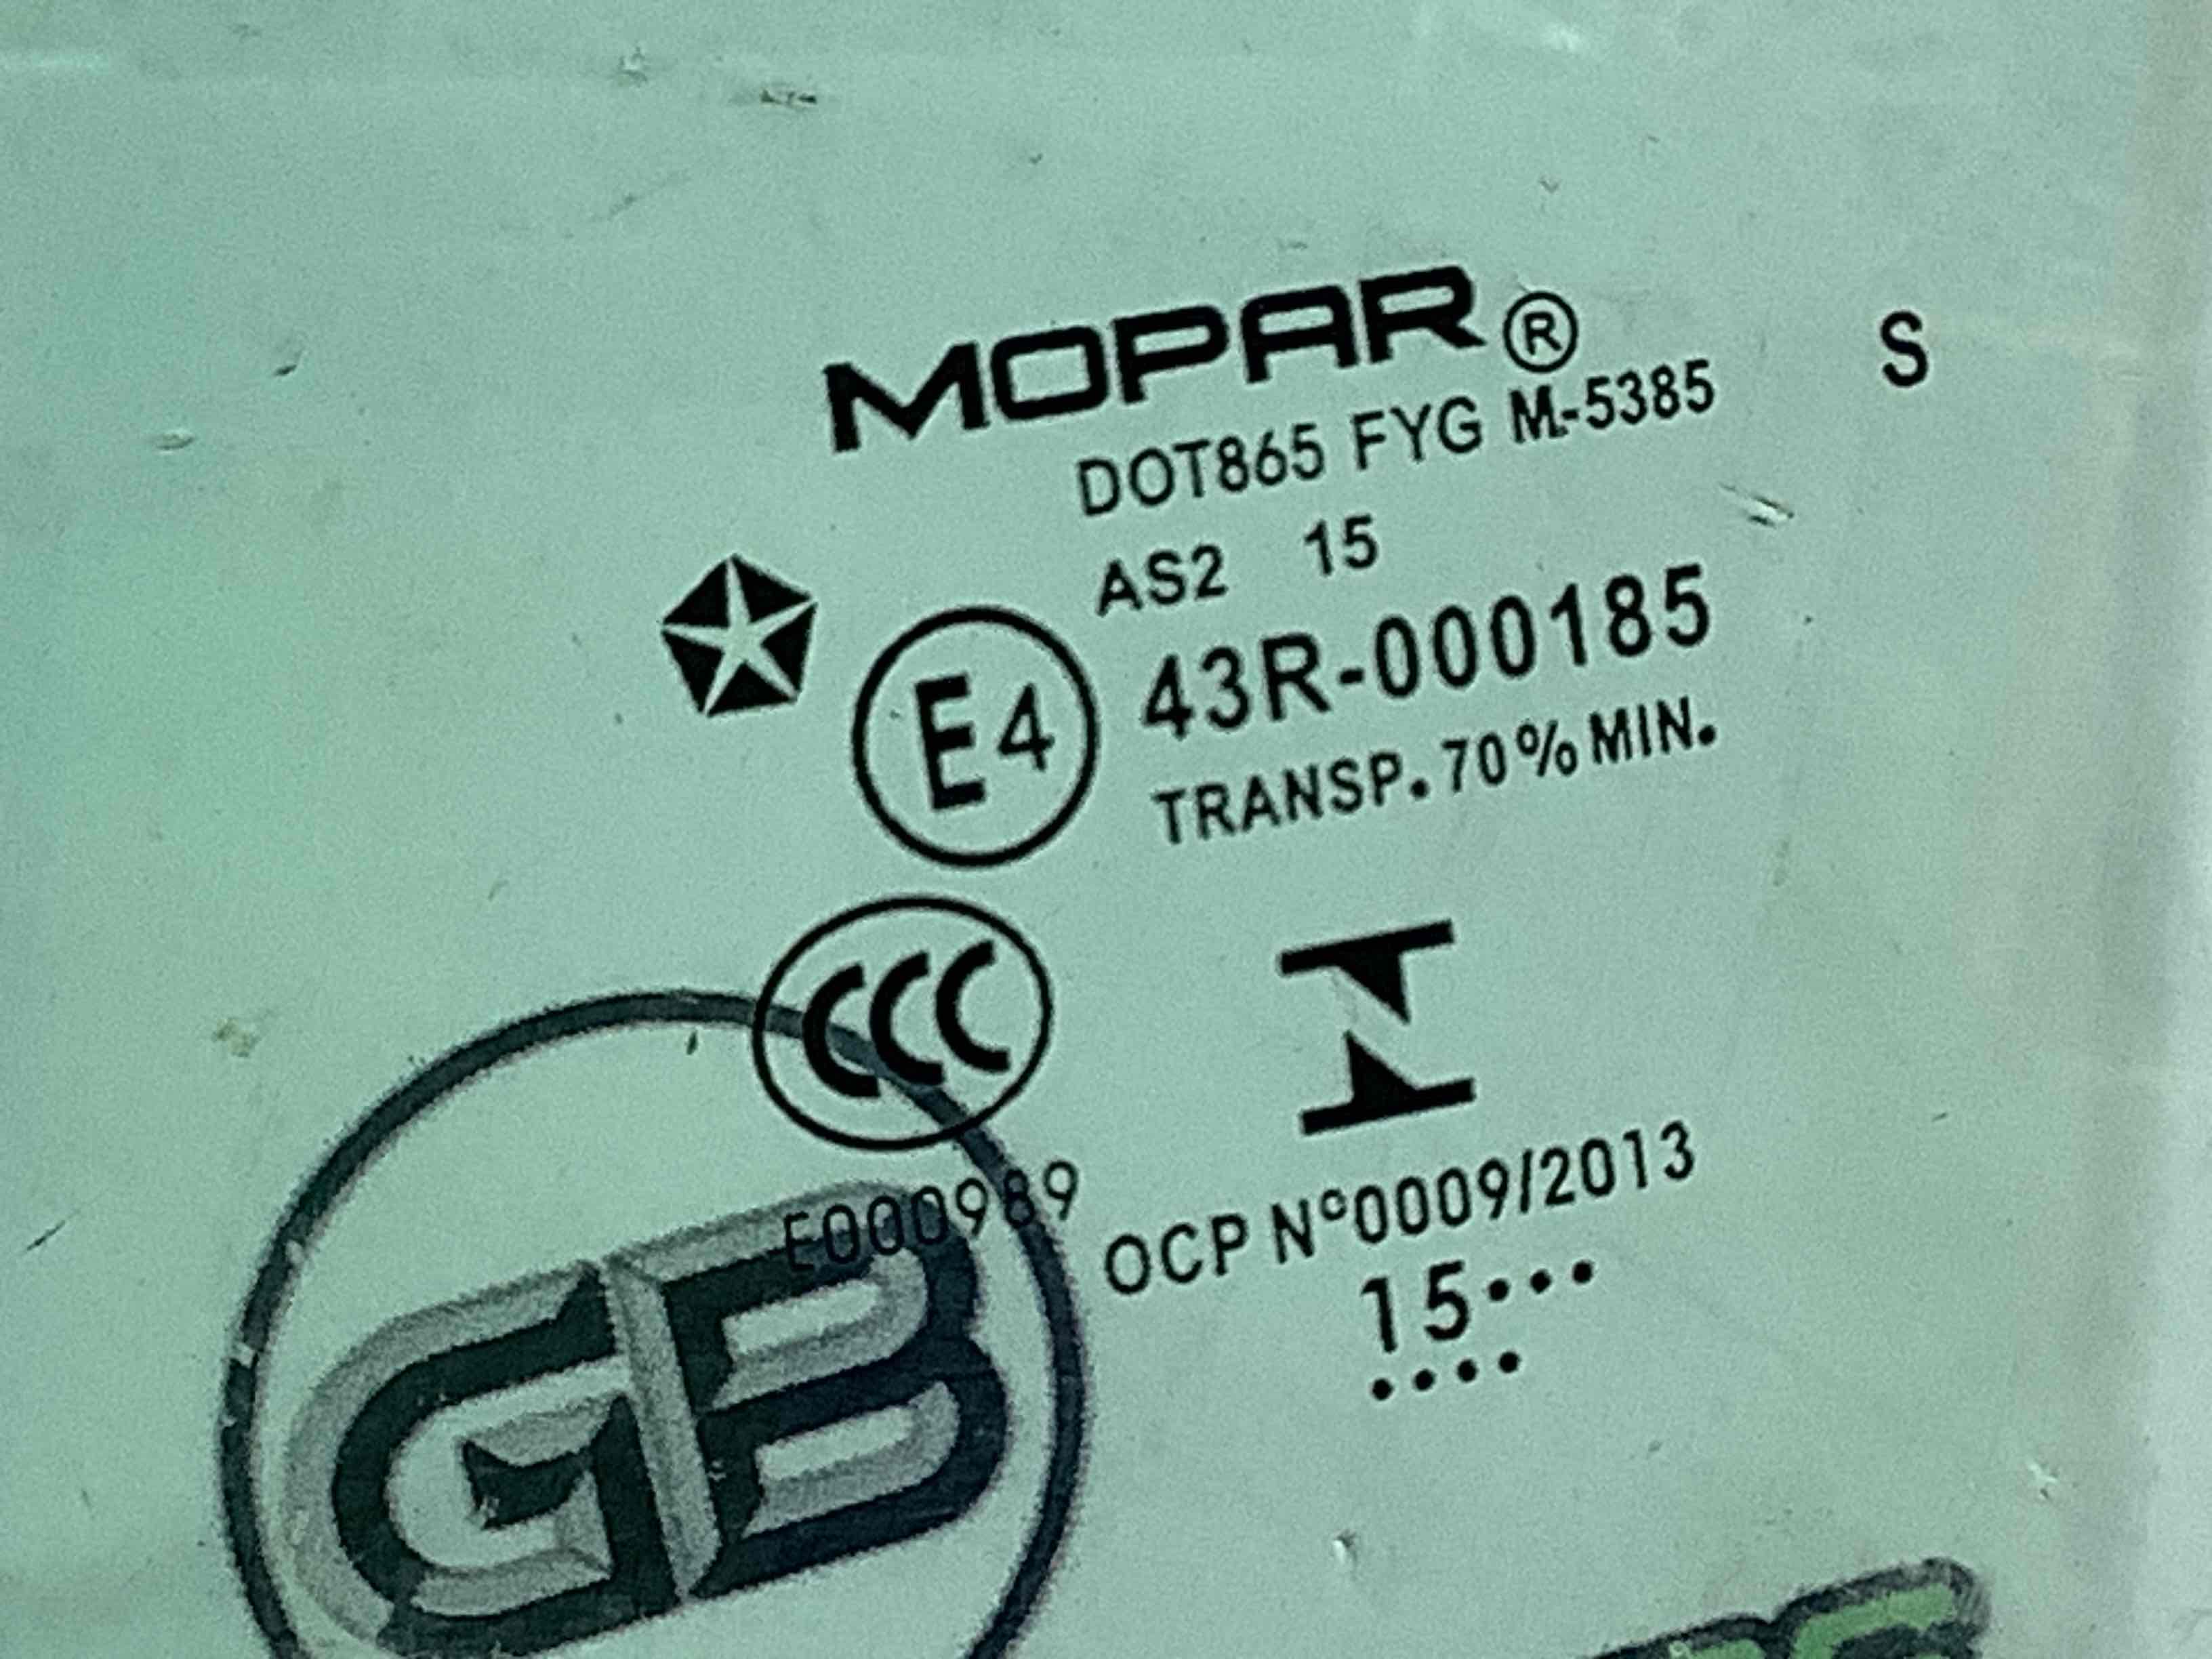 MOPAR®
S
DOT865 FYG M-5385
AS2 15
E4
43R-000185
TRANSP. 70% MIN.
CCC
E000989
OCP N°0009/2013
15•••
••••
GB